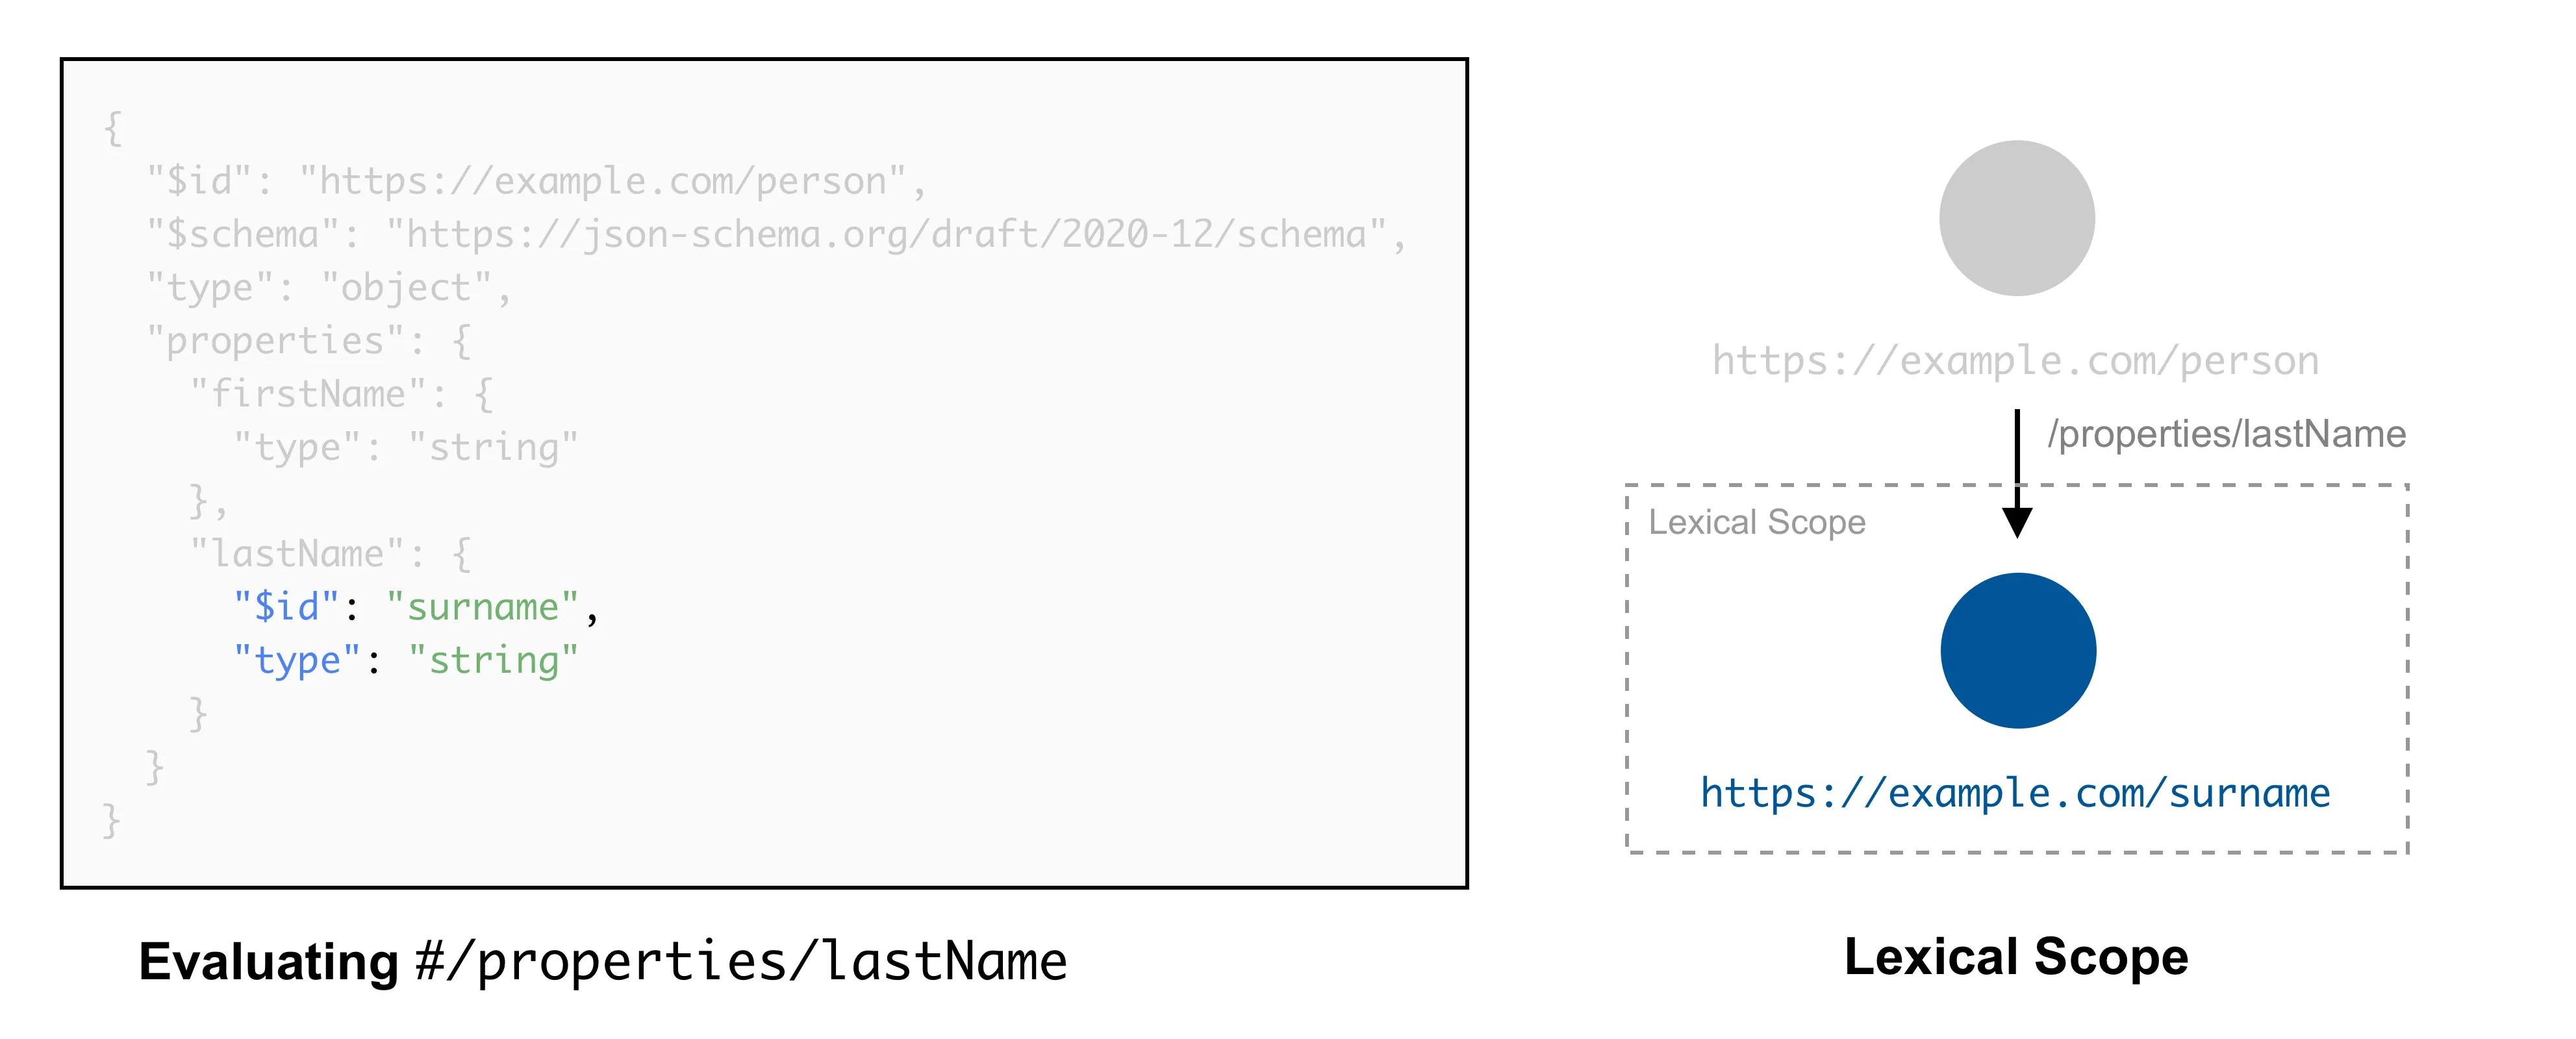 {
  "$id": "https://example.com/person",
  "$schema": "https://json-schema.org/draft/2020-12/schema",
  "type": "object",
  "properties": {
    "firstName": {
      "type": "string"
    },
    "lastName": {
      "$id": "surname",
      "type": "string"
    }
  }
}
Evaluating #/properties/lastName
https://example.com/person
/properties/lastName
Lexical Scope
https://example.com/surname
Lexical Scope